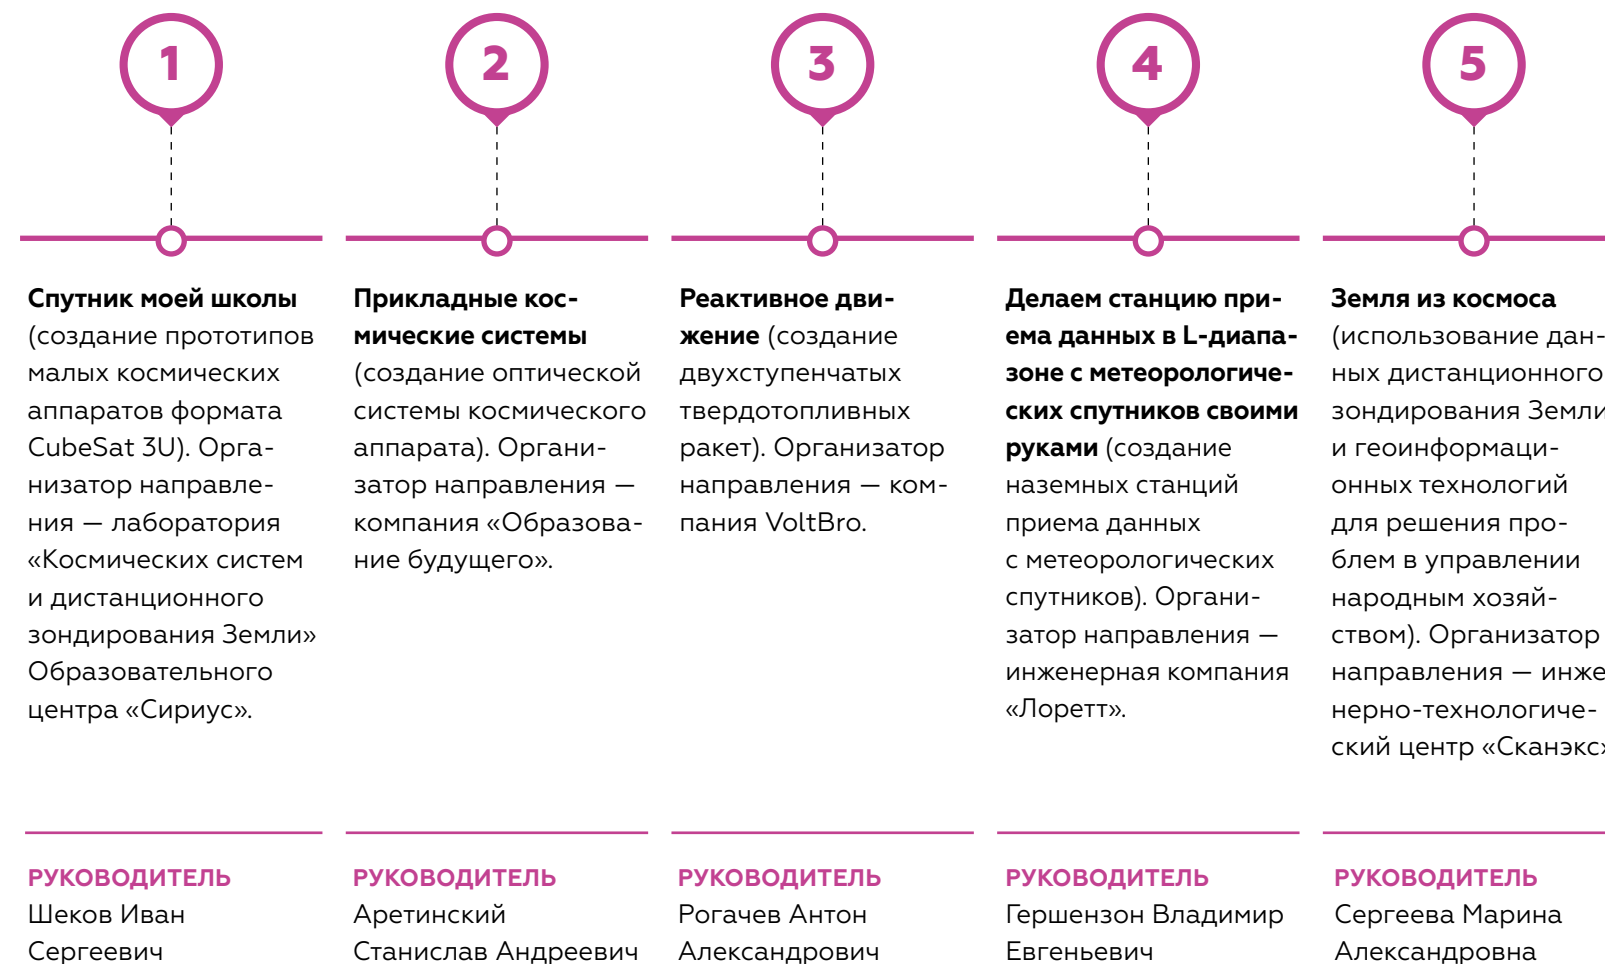 1
2
3
4
5
Спутник моей школы
(создание прототипов
малых космических
аппаратов формата
CubeSat 3U). Орга-
низатор направле-
ния — лаборатория
«Космических систем
и дистанционного
зондирования Земли»
Образовательного
центра «Сириус».
Прикладные кос-
мические системы
(создание оптической
системы космического
аппарата). Органи-
затор направления —
компания «Образова-
ние будущего».
Реактивное дви-
жение (создание
двухступенчатых
твердотопливных
ракет). Организатор
направления — ком-
пания VoltBro.
Делаем станцию при-
ема данных в L-диапа-
зоне с метеорологиче-
ских спутников своими
руками (создание
наземных станций
приема данных
с метеорологических
спутников). Органи-
затор направления —
инженерная компания
«Лоретт».
Земля из космоса
(использование дан-
ных дистанционного
зондирования Земли
и геоинформаци-
онных технологий
для решения про-
блем в управлении
народным хозяй-
ством). Организатор
направления — инже
нерно-технологиче-
ский центр «Сканэкс»
РУКОВОДИТЕЛЬ
Шеков Иван
Сергеевич
РУКОВОДИТЕЛЬ
Аретинский
Станислав Андреевич
РУКОВОДИТЕЛЬ
Рогачев Антон
Александрович
РУКОВОДИТЕЛЬ
Гершензон Владимир
Евгеньевич
РУКОВОДИТЕЛЬ
Сергеева Марина
Александровна